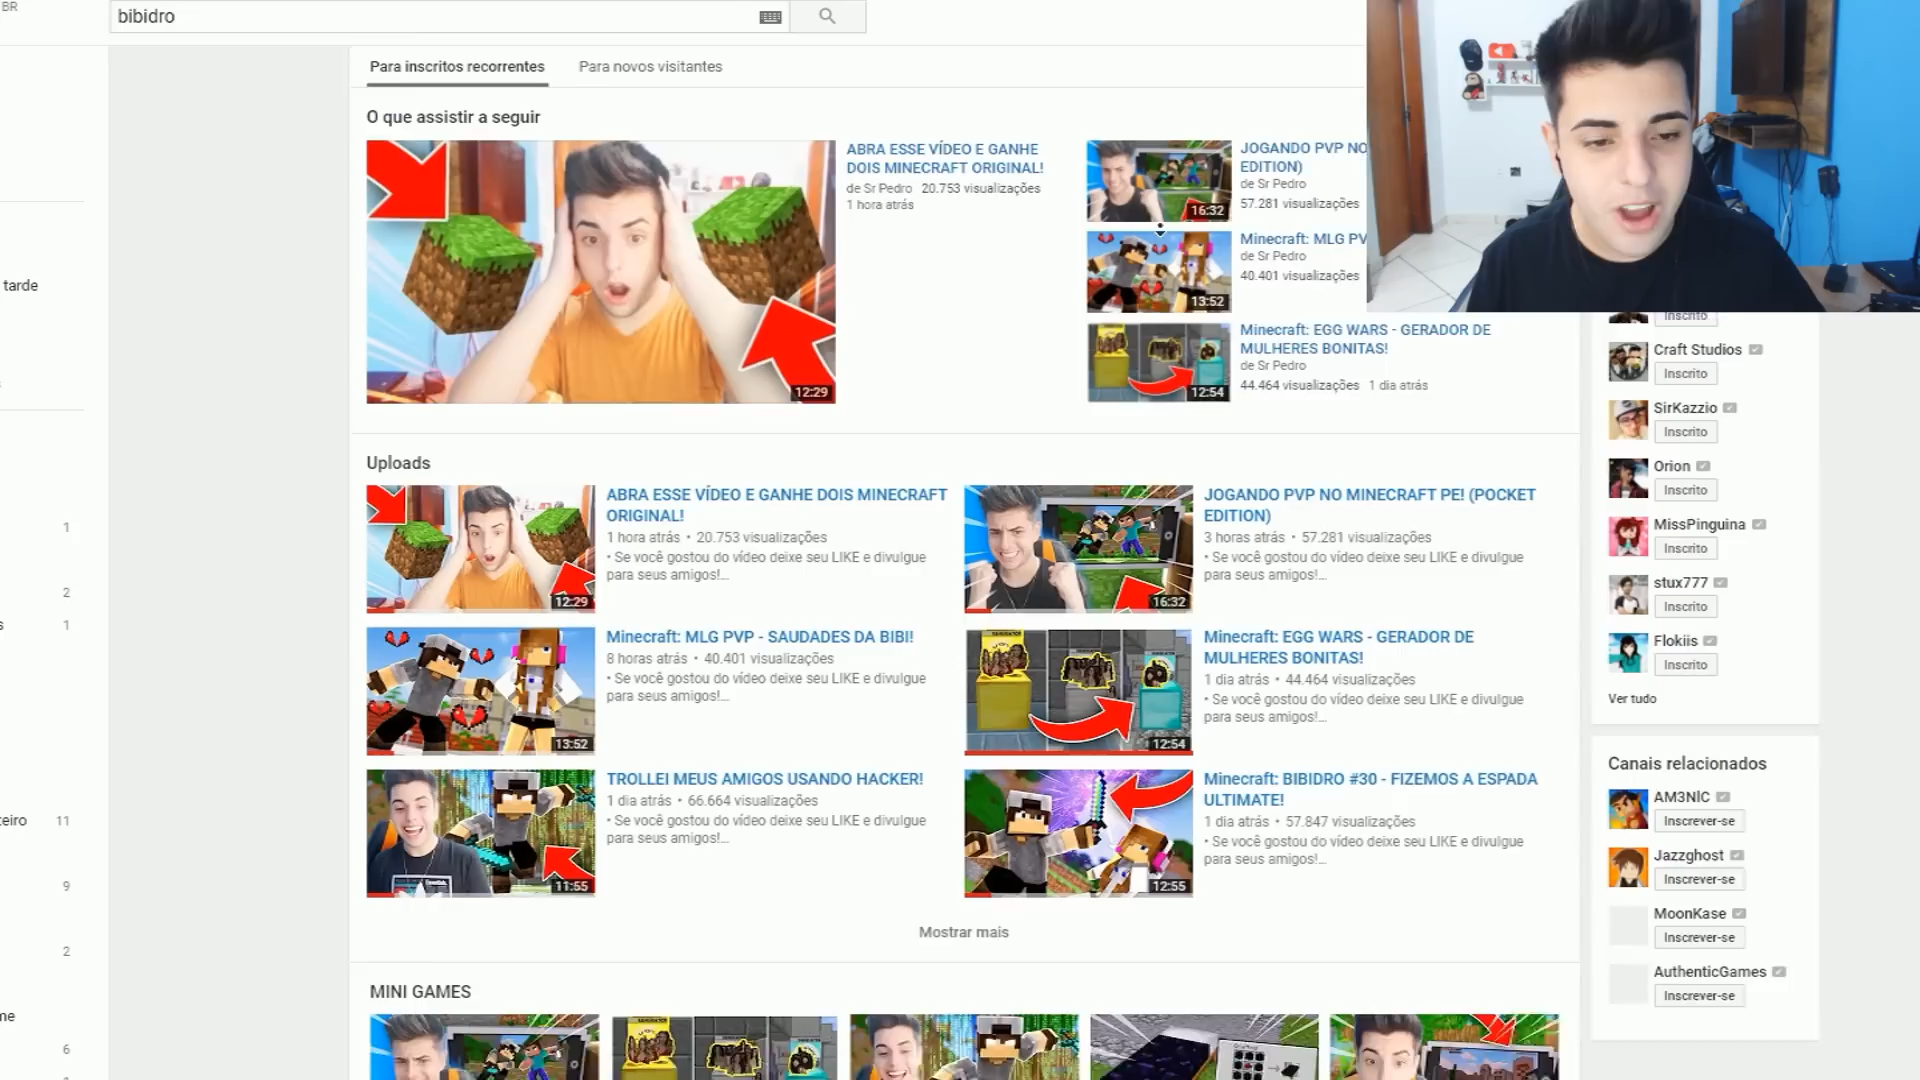 BR
bibidro
Para inscritos recorrentes
Para novos visitantes
O que assistir a seguir
12:29
ABRA ESSE VÍDEO E GANHE
DOIS MINECRAFT ORIGINAL!
de Sr Pedro 20.753 visualizações
1 hora atrás
16:32
JOGANDO PVP NO
EDITION)
de Sr Pedro
57.281 visualizações
13:52
Minecraft: MLG PV
de Sr Pedro
40.401 visualizações
12:54
Minecraft: EGG WARS - GERADOR DE
MULHERES BONITAS!
de Sr Pedro
44.464 visualizações 1 dia atrás
Uploads
12:29
ABRA ESSE VÍDEO E GANHE DOIS MINECRAFT
ORIGINAL!
1 hora atrás • 20.753 visualizações
• Se você gostou do vídeo deixe seu LIKE e divulgue
para seus amigos!...
16:32
JOGANDO PVP NO MINECRAFT PE! (POCKET
EDITION)
3 horas atrás • 57.281 visualizações
• Se você gostou do vídeo deixe seu LIKE e divulgue
para seus amigos!...
13:52
Minecraft: MLG PVP - SAUDADES DA BIBI!
8 horas atrás • 40.401 visualizações
• Se você gostou do vídeo deixe seu LIKE e divulgue
para seus amigos!...
12:54
Minecraft: EGG WARS - GERADOR DE
MULHERES BONITAS!
1 dia atrás • 44.464 visualizações
• Se você gostou do vídeo deixe seu LIKE e divulgue
para seus amigos!...
11:55
TROLLEI MEUS AMIGOS USANDO HACKER!
1 dia atrás • 66.664 visualizações
• Se você gostou do vídeo deixe seu LIKE e divulgue
para seus amigos!...
12:55
Minecraft: BIBIDRO #30 - FIZEMOS A ESPADA
ULTIMATE!
1 dia atrás • 57.847 visualizações
• Se você gostou do vídeo deixe seu LIKE e divulgue
para seus amigos!...
Mostrar mais
MINI GAMES
tarde
1
2
s 1
teiro 11
9
2
me
6
Inscrito
Craft Studios
Inscrito
SirKazzio
Inscrito
Orion
Inscrito
MissPinguina
Inscrito
stux777
Inscrito
Flokiis
Inscrito
Ver tudo
Canais relacionados
AM3NlC
Inscrever-se
Jazzghost
Inscrever-se
MoonKase
Inscrever-se
AuthenticGames
Inscrever-se